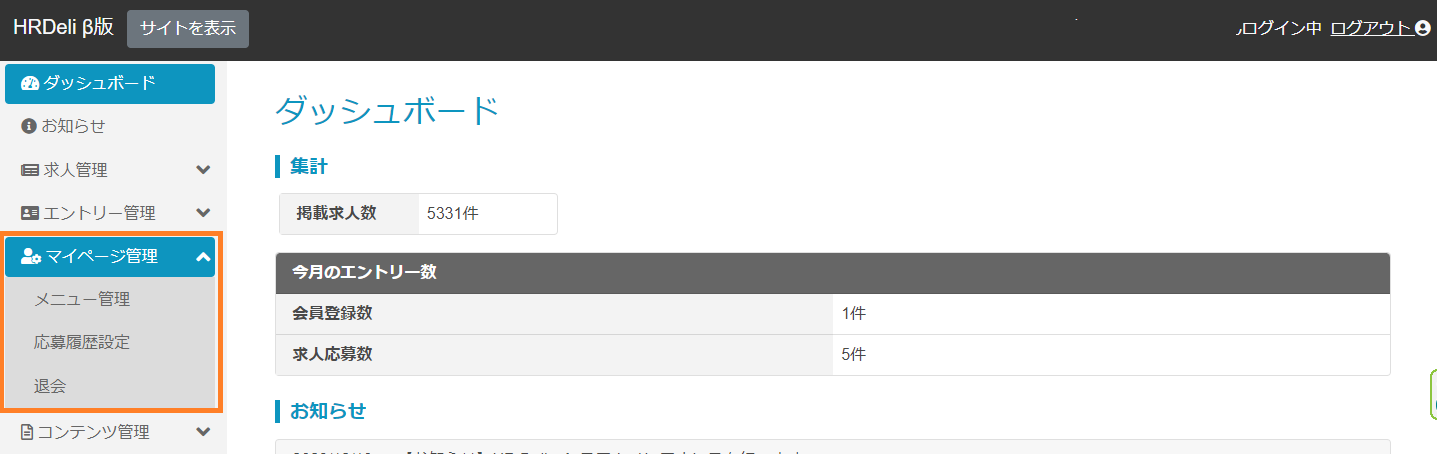 HRDeli β版 サイトを表示 ログイン中 ログアウト
ダッシュボード
お知らせ
求人管理
エントリー管理
マイページ管理
メニュー管理
応募履歴設定
退会
コンテンツ管理
ダッシュボード
集計
掲載求人数 5331件
今月のエントリー数
会員登録数 1件
求人応募数 5件
お知らせ